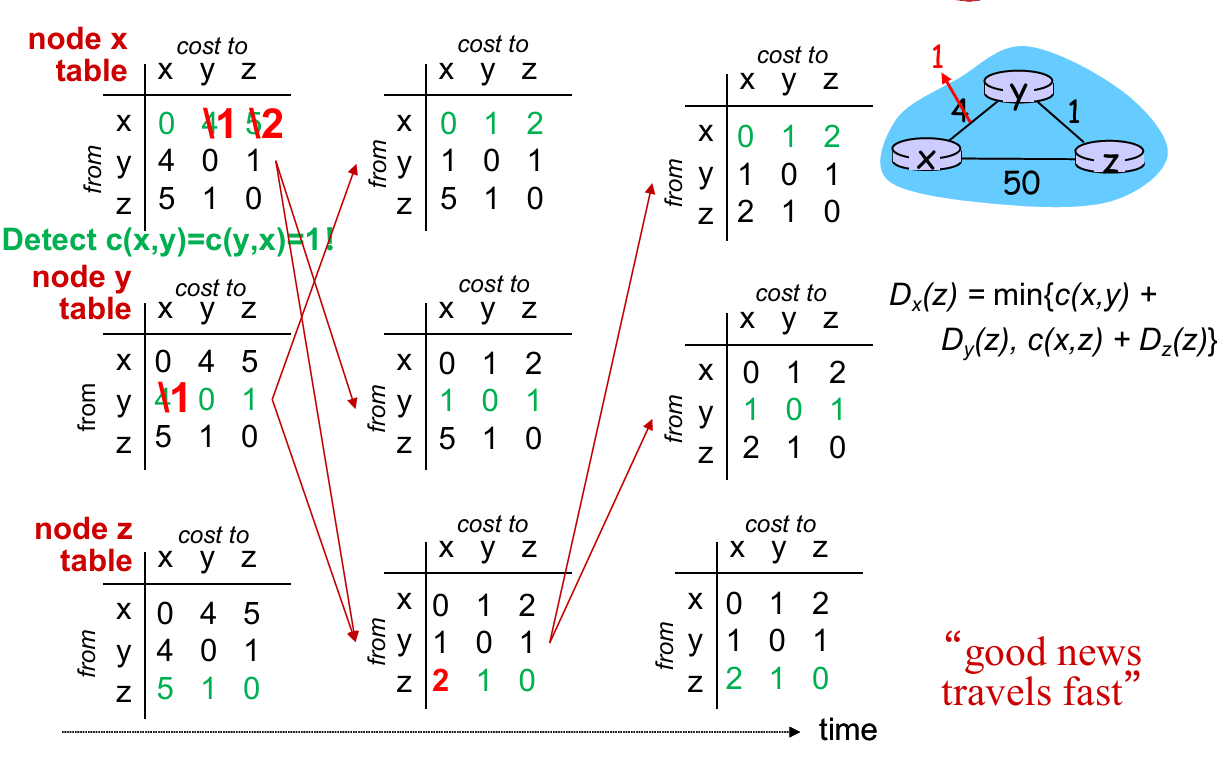 node x
table
cost to
x y z
from
x 0 4\1 5\2
y 4 0 1
z 5 1 0
cost to
x y z
from
x 0 1 2
y 1 0 1
z 5 1 0
cost to
x y z
from
x 0 1 2
y 1 0 1
z 2 1 0
1
4
y
1
x
z
50
Detect c(x,y)=c(y,x)=1!
node y
table
cost to
x y z
from
x 0 4 5
y 4\1 0 1
z 5 1 0
cost to
x y z
from
x 0 1 2
y 1 0 1
z 5 1 0
cost to
x y z
from
x 0 1 2
y 1 0 1
z 2 1 0
Dx(z) = min{c(x,y) +
Dy(z), c(x,z) + Dz(z)}
node z
table
cost to
x y z
from
x 0 4 5
y 4 0 1
z 5 1 0
cost to
x y z
from
x 0 1 2
y 1 0 1
z 2 1 0
cost to
x y z
from
x 0 1 2
y 1 0 1
z 2 1 0
“good news
travels fast”
time